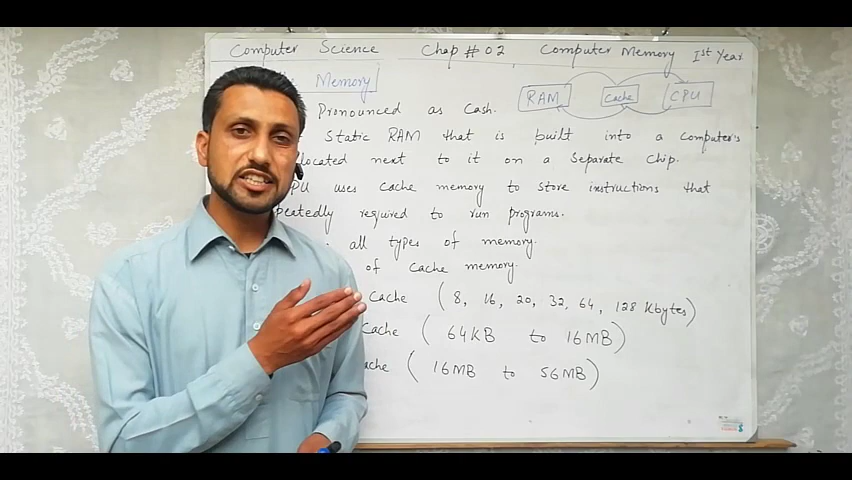 Computer Science Chap # 02 Computer Memory Ist Year
Memory
RAM Cache CPU
Pronounced as Cash.
Static RAM that is built into a computer's
located next to it on a separate chip.
CPU uses cache memory to store instructions that
peatedly required to run programs.
all types of memory.
of Cache memory.
Cache (8, 16, 20, 32, 64, 128 Kbytes)
Cache (64KB to 16MB)
ache (16MB to 56MB)